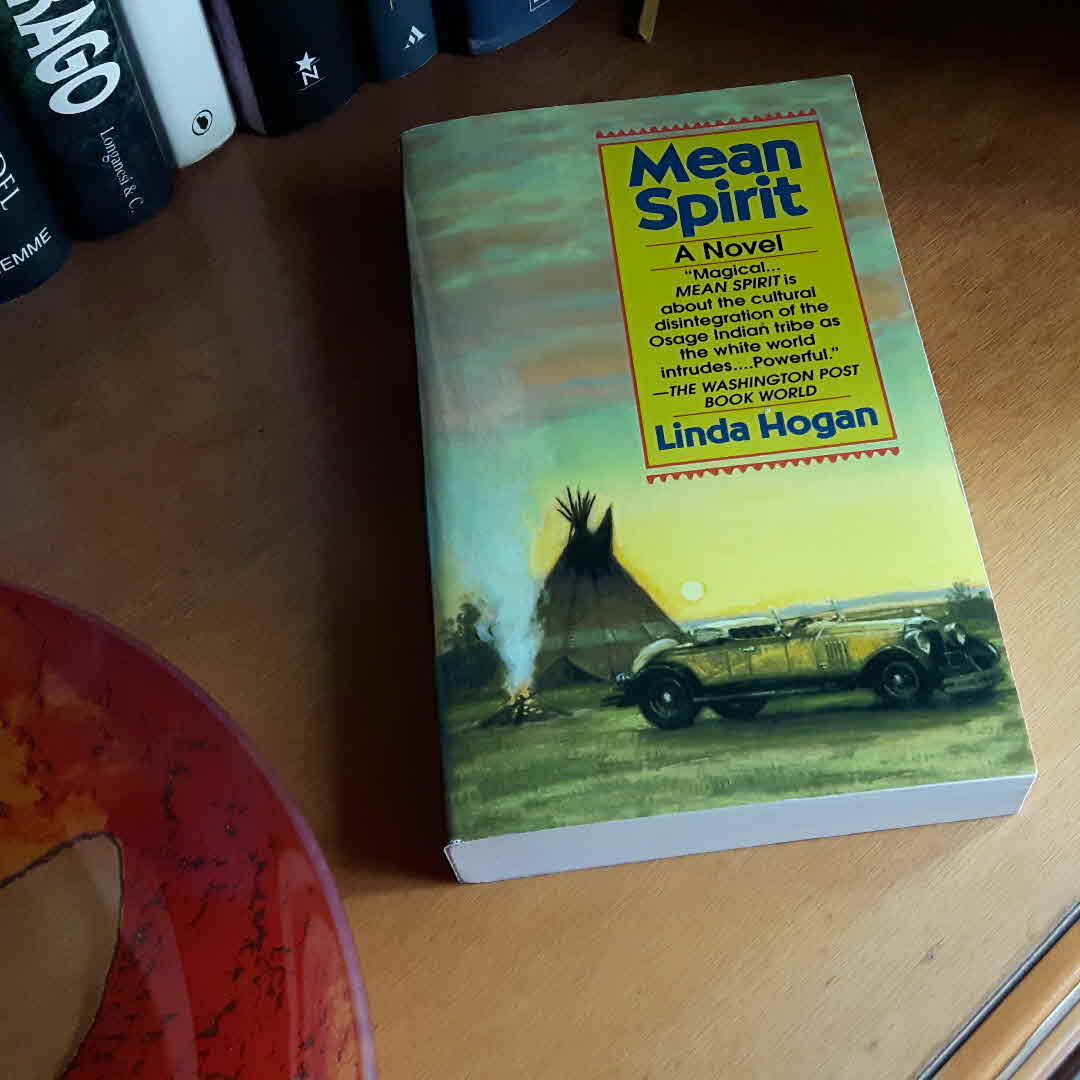 RAGO
Longanesi & C.
DEL
EMME
N
Mean
Spirit
A Novel
“Magical...
MEAN SPIRIT is
about the cultural
disintegration of the
Osage Indian tribe as
the white world
intrudes....Powerful.”
—THE WASHINGTON POST
BOOK WORLD
Linda Hogan